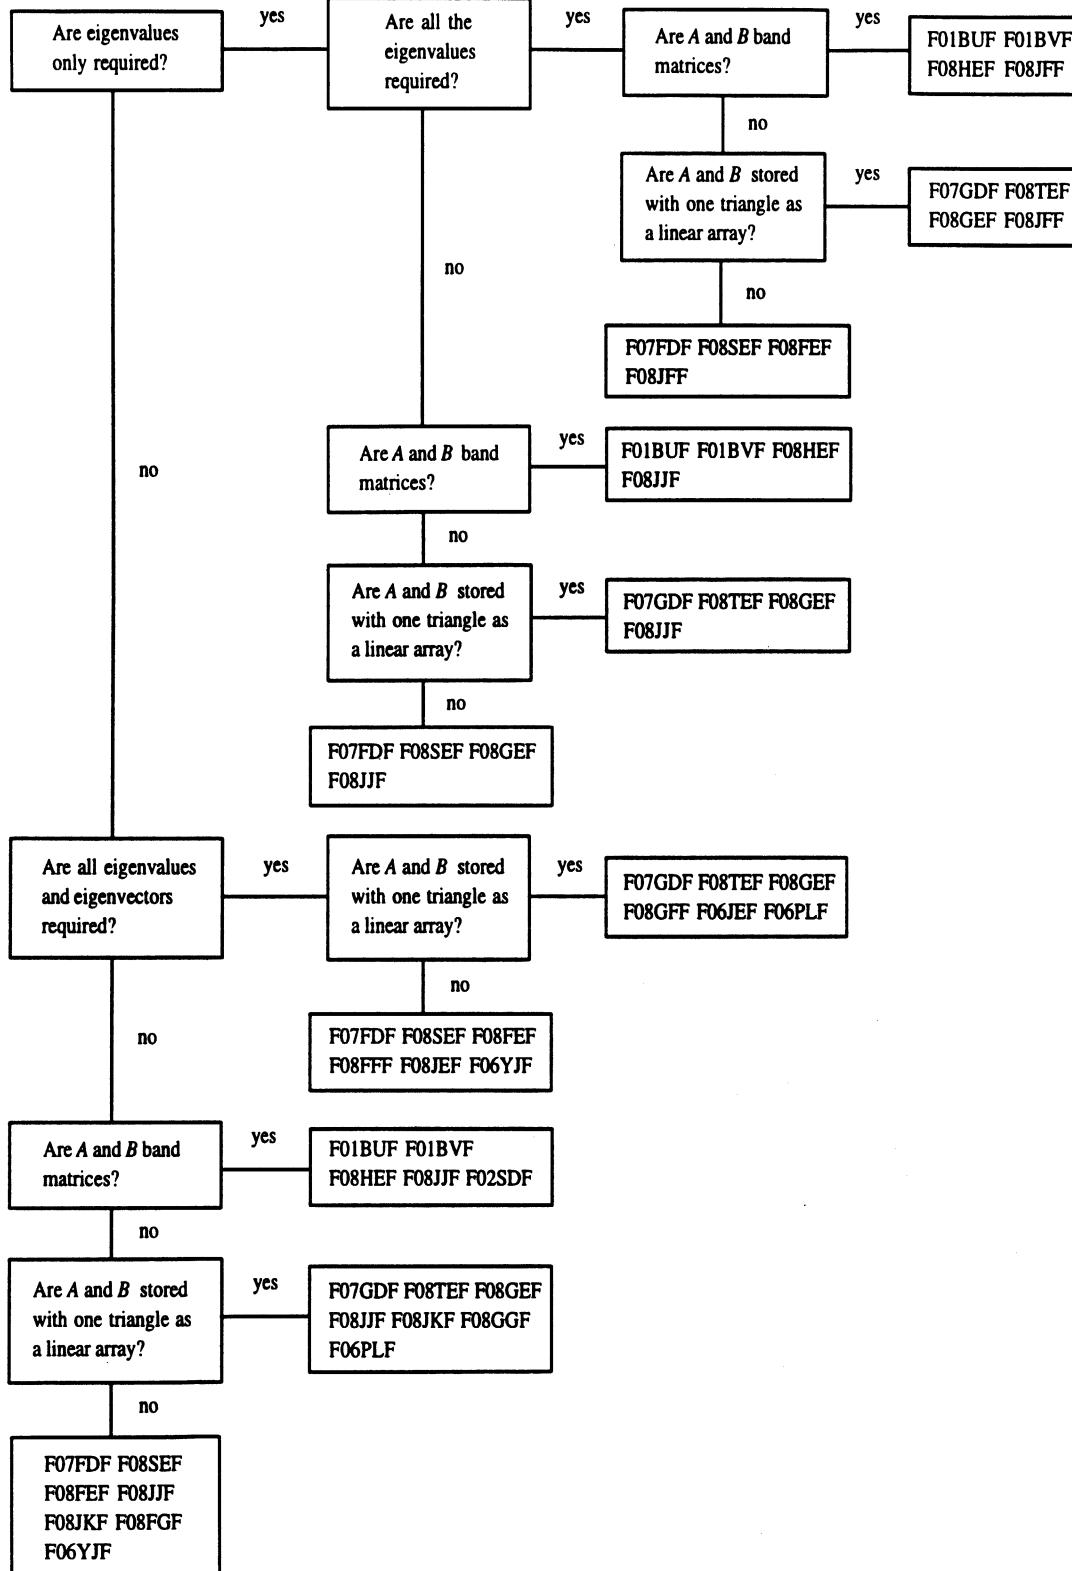 Are eigenvalues
only required?
yes
Are all the
eigenvalues
required?
yes
Are A and B band
matrices?
yes
F01BUF F01BVF
F08HEF F08JFF
no
Are A and B stored
with one triangle as
a linear array?
yes
F07GDF F08TEF
F08GEF F08JFF
no
no
F07FDF F08SEF F08FEF
F08JFF
no
Are A and B band
matrices?
yes
F01BUF F01BVF F08HEF
F08JJF
no
Are A and B stored
with one triangle as
a linear array?
yes
F07GDF F08TEF F08GEF
F08JJF
no
F07FDF F08SEF F08GEF
F08JJF
Are all eigenvalues
and eigenvectors
required?
yes
Are A and B stored
with one triangle as
a linear array?
yes
F07GDF F08TEF F08GEF
F08GFF F06JEF F06PLF
no
F07FDF F08SEF F08FEF
F08FFF F08JEF F06YJF
no
Are A and B band
matrices?
yes
F01BUF F01BVF
F08HEF F08JJF F02SDF
no
Are A and B stored
with one triangle as
a linear array?
yes
F07GDF F08TEF F08GEF
F08JJF F08JKF F08GGF
F06PLF
no
F07FDF F08SEF
F08FEF F08JJF
F08JKF F08FGF
F06YJF